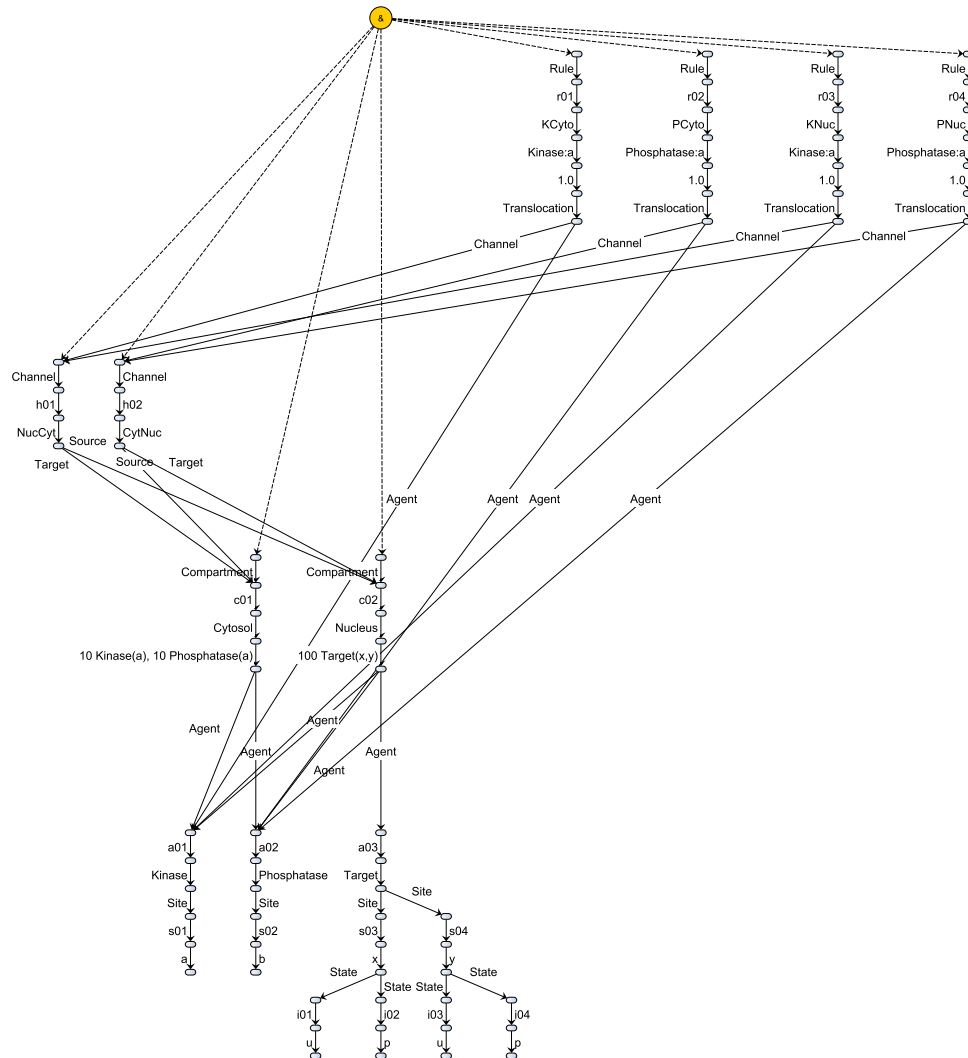 &
Rule Rule Rule Rule
r01 r02 r03 r04
KCyto PCyto KNuc PNuc
Kinase:a Phosphatase:a Kinase:a Phosphatase:a
1.0 1.0 1.0 1.0
Translocation Translocation Translocation Translocation
Channel Channel Channel Channel
Channel Channel
h01 h02
NucCyt CytNuc
Source
Target Source Target
Agent Agent Agent Agent
Compartment Compartment
c01 c02
Cytosol Nucleus
10 Kinase(a), 10 Phosphatase(a) 100 Target(x,y)
Agent Agent
Agent Agent
Agent
a01 a02 a03
Kinase Phosphatase Target
Site
Site Site Site
s01 s02 s03 s04
a b x y
State State
State State
i01 i02 i03 i04
u p u p